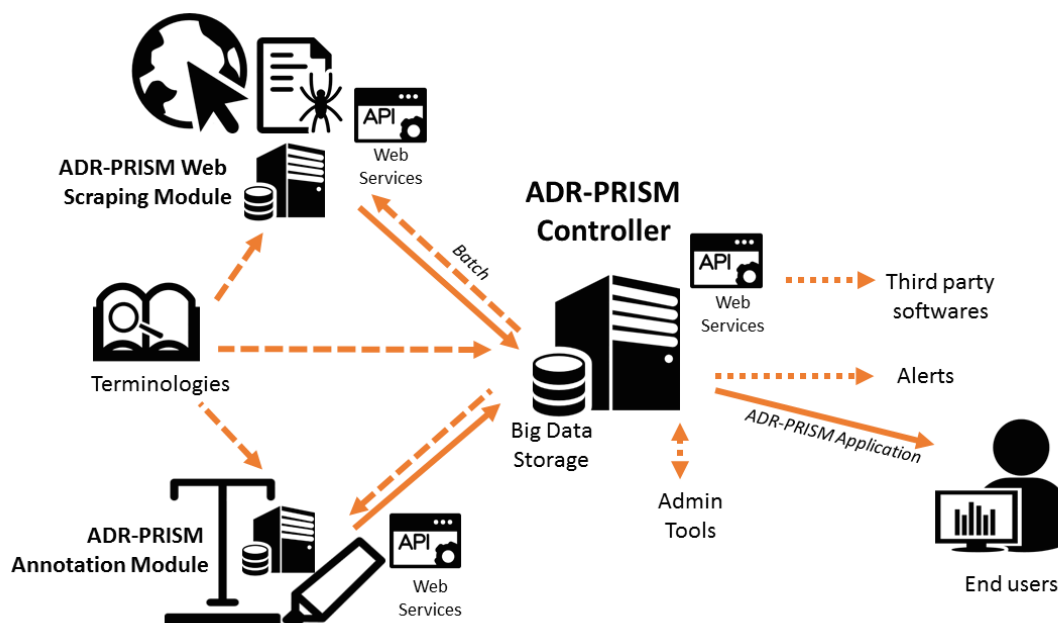 API
Web
Services
ADR-PRISM Web
Scraping Module
ADR-PRISM
Controller
Batch
API
Web
Services
Third party
softwares
Terminologies
Alerts
ADR-PRISM Application
Big Data
Storage
Admin
Tools
ADR-PRISM
Annotation Module
API
Web
Services
End users